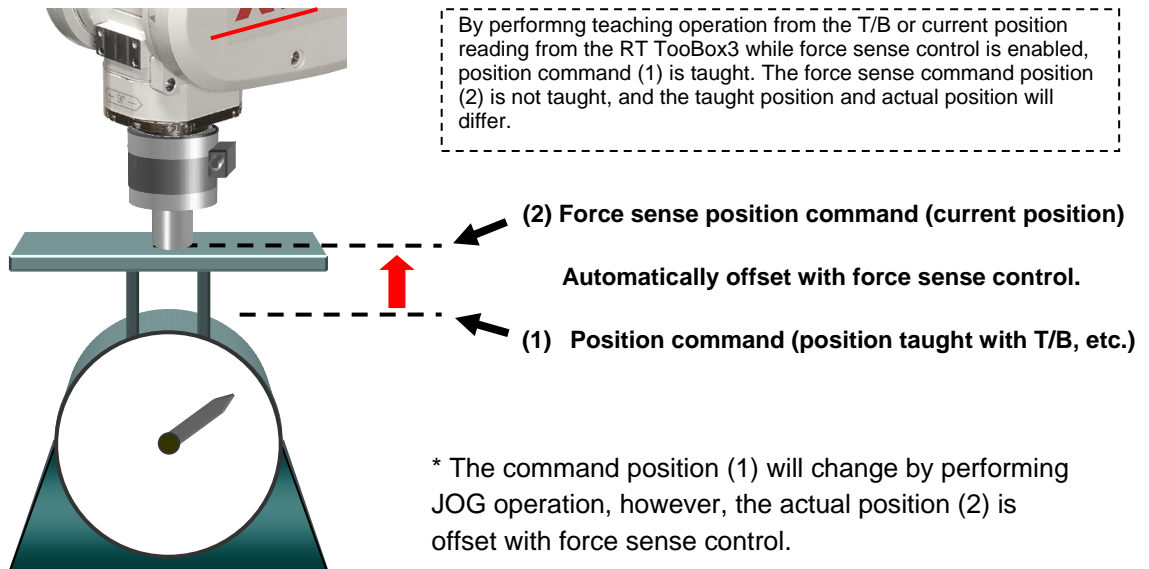 By performng teaching operation from the T/B or current position
reading from the RT TooBox3 while force sense control is enabled,
position command (1) is taught. The force sense command position
(2) is not taught, and the taught position and actual position will
differ.
(2) Force sense position command (current position)
Automatically offset with force sense control.
(1) Position command (position taught with T/B, etc.)
* The command position (1) will change by performing
JOG operation, however, the actual position (2) is
offset with force sense control.